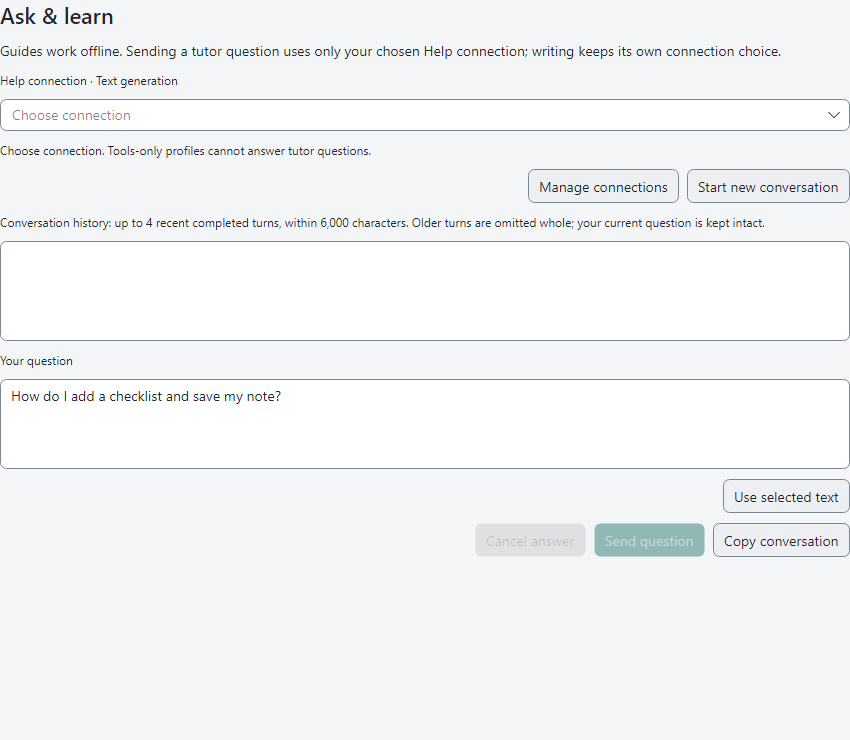 Ask & learn
Guides work offline. Sending a tutor question uses only your chosen Help connection; writing keeps its own connection choice.
Help connection · Text generation
Choose connection
Choose connection. Tools-only profiles cannot answer tutor questions.
Manage connections
Start new conversation
Conversation history: up to 4 recent completed turns, within 6,000 characters. Older turns are omitted whole; your current question is kept intact.
Your question
How do I add a checklist and save my note?
Use selected text
Cancel answer
Send question
Copy conversation